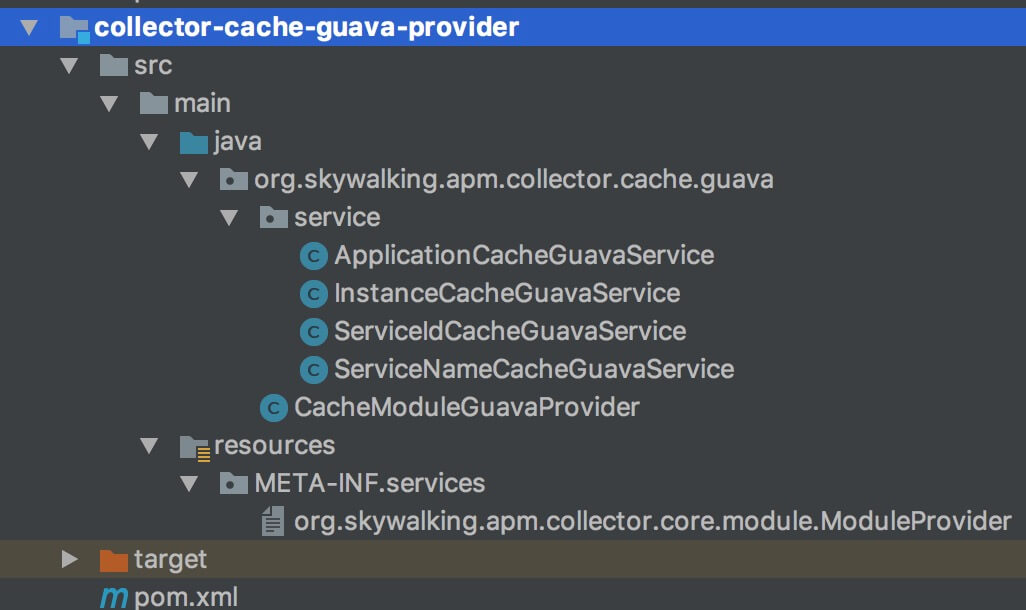 collector-cache-guava-provider
src
main
java
org.skywalking.apm.collector.cache.guava
service
C ApplicationCacheGuavaService
C InstanceCacheGuavaService
C ServiceIdCacheGuavaService
C ServiceNameCacheGuavaService
C CacheModuleGuavaProvider
resources
META-INF.services
org.skywalking.apm.collector.core.module.ModuleProvider
target
m pom.xml